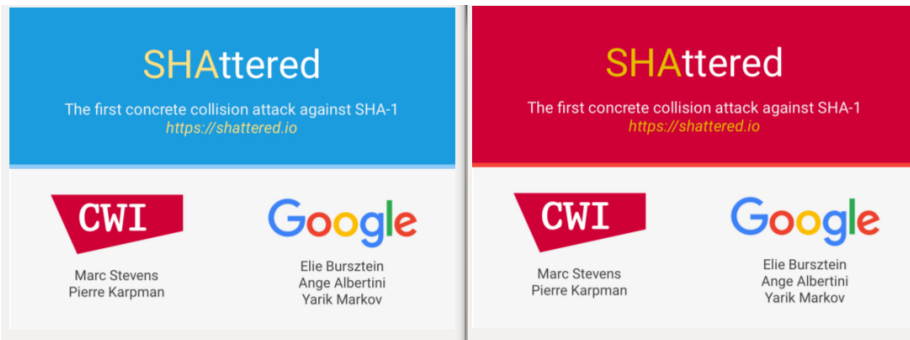 SHAttered
The first concrete collision attack against SHA-1
https://shattered.io
CWI
Marc Stevens
Pierre Karpman
Google
Elie Bursztein
Ange Albertini
Yarik Markov
SHAttered
The first concrete collision attack against SHA-1
https://shattered.io
CWI
Marc Stevens
Pierre Karpman
Google
Elie Bursztein
Ange Albertini
Yarik Markov